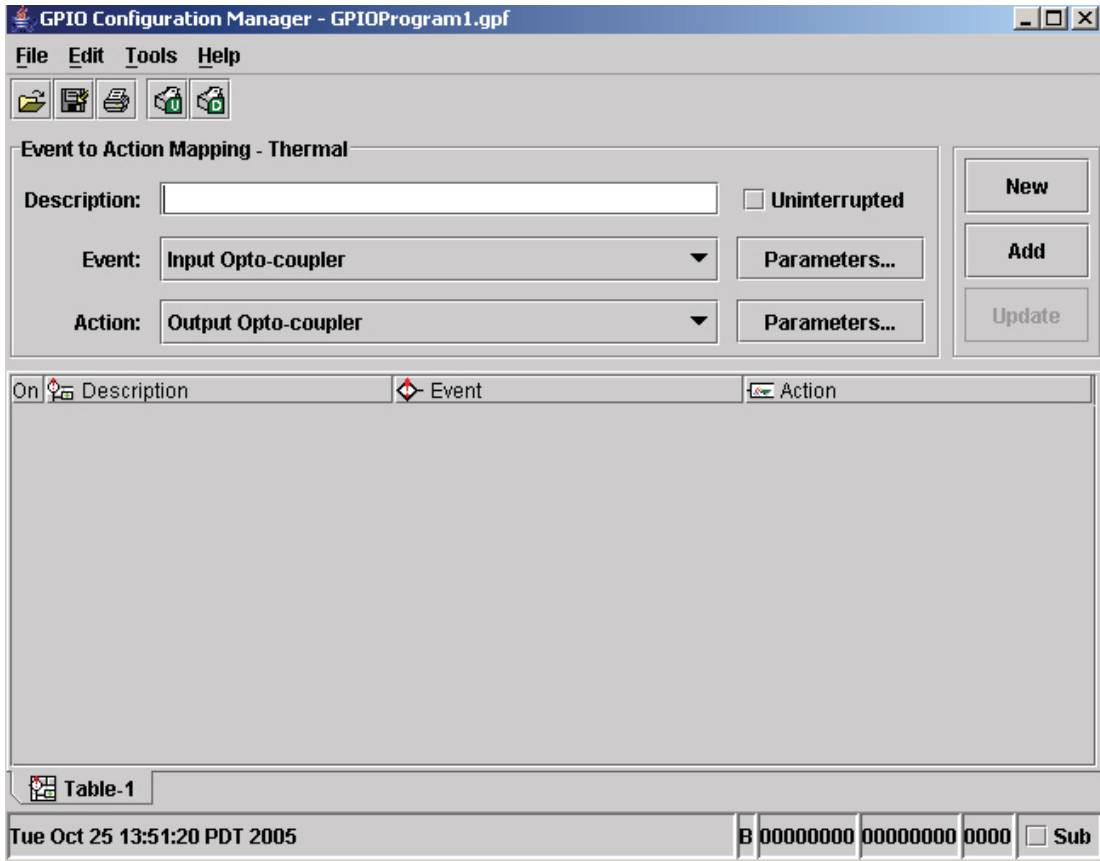 GPIO Configuration Manager - GPIOProgram1.gpf
File Edit Tools Help
U D
Event to Action Mapping - Thermal
Description: Uninterrupted
New
Event: Input Opto-coupler Parameters...
Add
Action: Output Opto-coupler Parameters...
Update
On Description Event Action
Table-1
Tue Oct 25 13:51:20 PDT 2005 B 00000000 00000000 0000 Sub